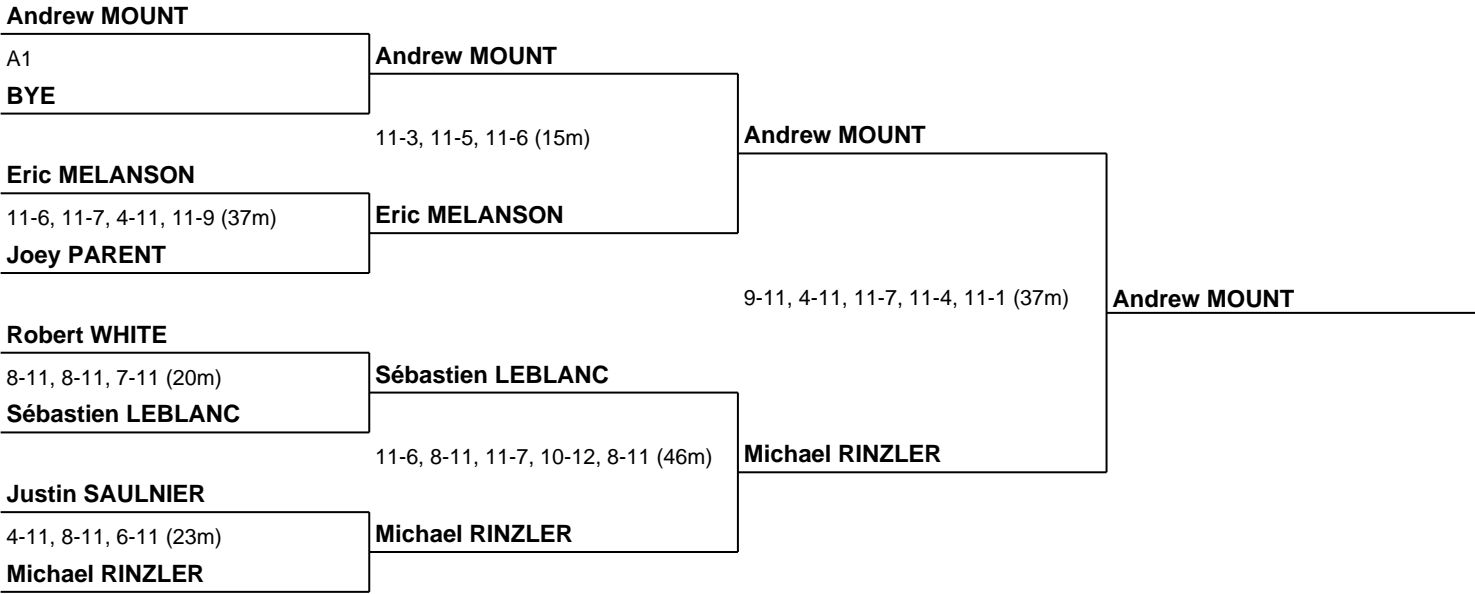 Andrew MOUNT
A1
BYE
Eric MELANSON
11-6, 11-7, 4-11, 11-9 (37m)
Joey PARENT
Robert WHITE
8-11, 8-11, 7-11 (20m)
Sébastien LEBLANC
Justin SAULNIER
4-11, 8-11, 6-11 (23m)
Michael RINZLER
Andrew MOUNT
11-3, 11-5, 11-6 (15m)
Eric MELANSON
Sébastien LEBLANC
11-6, 8-11, 11-7, 10-12, 8-11 (46m)
Michael RINZLER
Andrew MOUNT
9-11, 4-11, 11-7, 11-4, 11-1 (37m)
Michael RINZLER
Andrew MOUNT